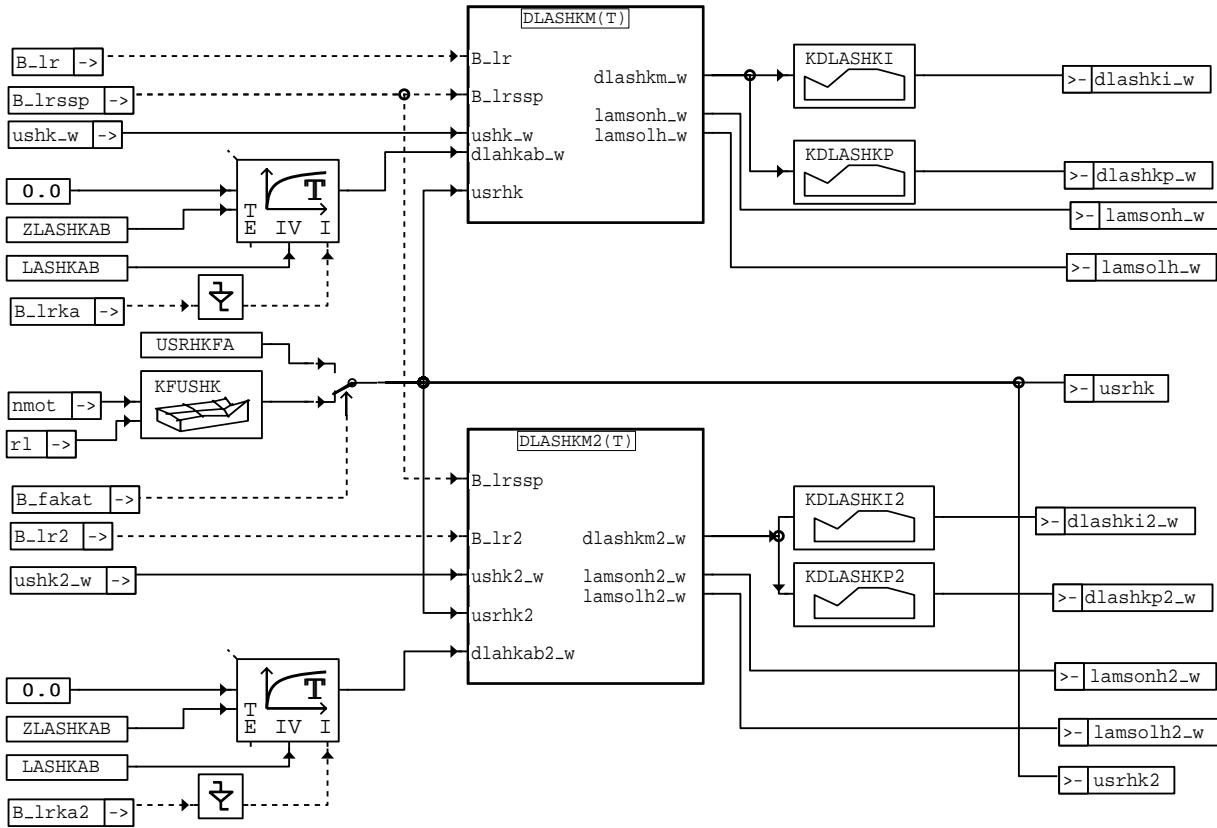 DLASHKM(T)
B_lr ->
B_lr
KDLASHKI
dlashkm_w
>- dlashki_w
B_lrssp ->
B_lrssp
lamsonh_w
ushk_w ->
ushk_w
lamsolh_w
KDLASHKP
dlahkab_w
>- dlashkp_w
0.0
T
usrhk
ZLASHKAB
T
E IV I
>- lamsonh_w
LASHKAB
>- lamsolh_w
B_lrka ->
USRHKFA
KFUSHK
>- usrhk
nmot ->
rl ->
DLASHKM2(T)
B_lrssp
KDLASHKI2
B_fakat ->
B_lr2 ->
B_lr2
dlashkm2_w
>- dlashki2_w
ushk2_w ->
ushk2_w
lamsonh2_w
KDLASHKP2
lamsolh2_w
>- dlashkp2_w
usrhk2
dlahkab2_w
0.0
T
>- lamsonh2_w
ZLASHKAB
T
E IV I
>- lamsolh2_w
LASHKAB
>- usrhk2
B_lrka2 ->